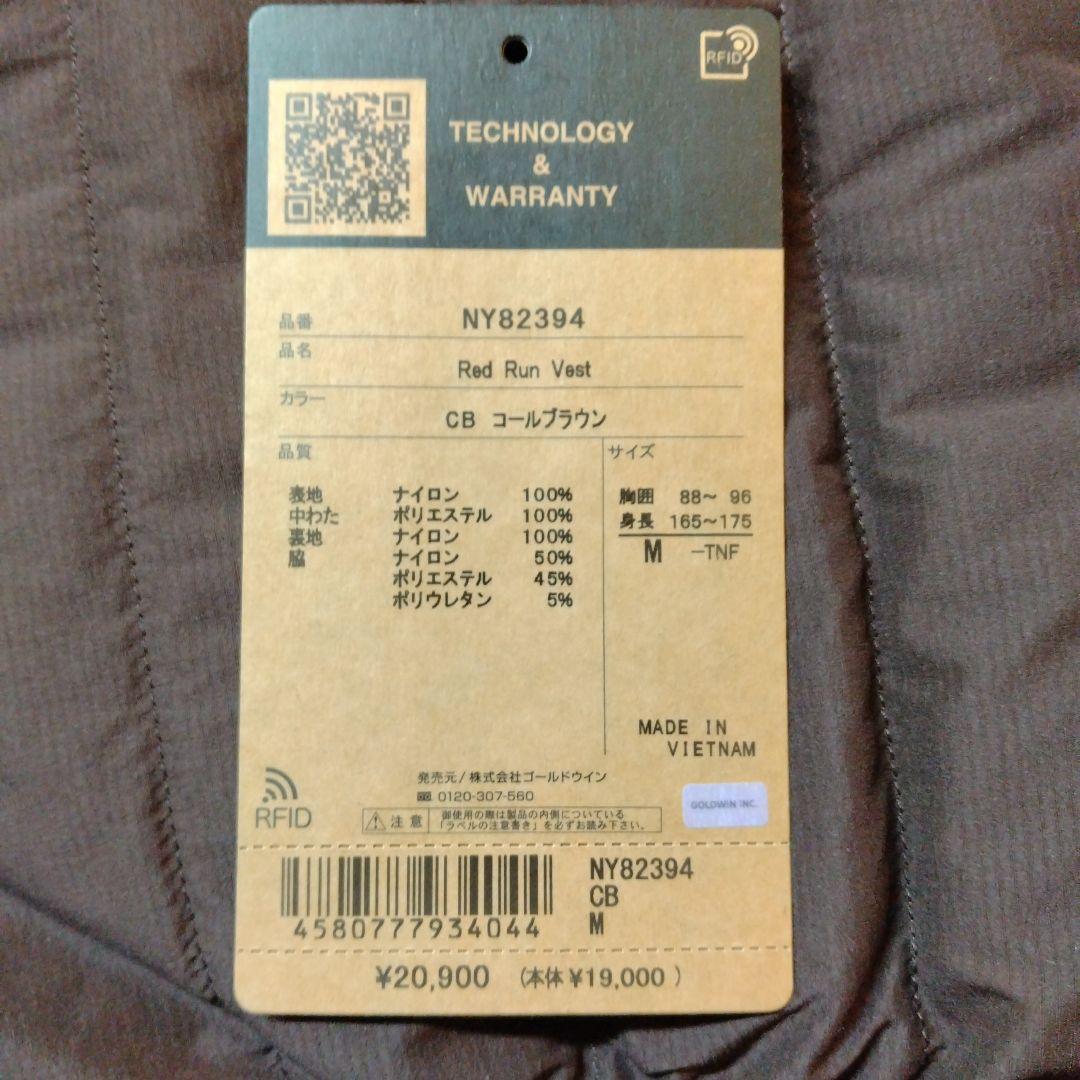 RFID
TECHNOLOGY
&
WARRANTY
品番 NY82394
品名
Red Run Vest
カラー
CB コールブラウン
品質
表地 ナイロン 100%
中わた ポリエステル 100%
裏地 ナイロン 100%
脇 ナイロン 50%
ポリエステル 45%
ポリウレタン 5%
サイズ
胸囲 88～ 96
身長 165～175
M -TNF
MADE IN
VIETNAM
発売元/株式会社ゴールドウイン
0120-307-560
RFID
注意
御使用の際は製品の内側についている
「ラベルの注意書き」を必ずお読み下さい。
GOLDWIN INC.
4580777934044
NY82394
CB
M
¥20,900 (本体¥19,000 )